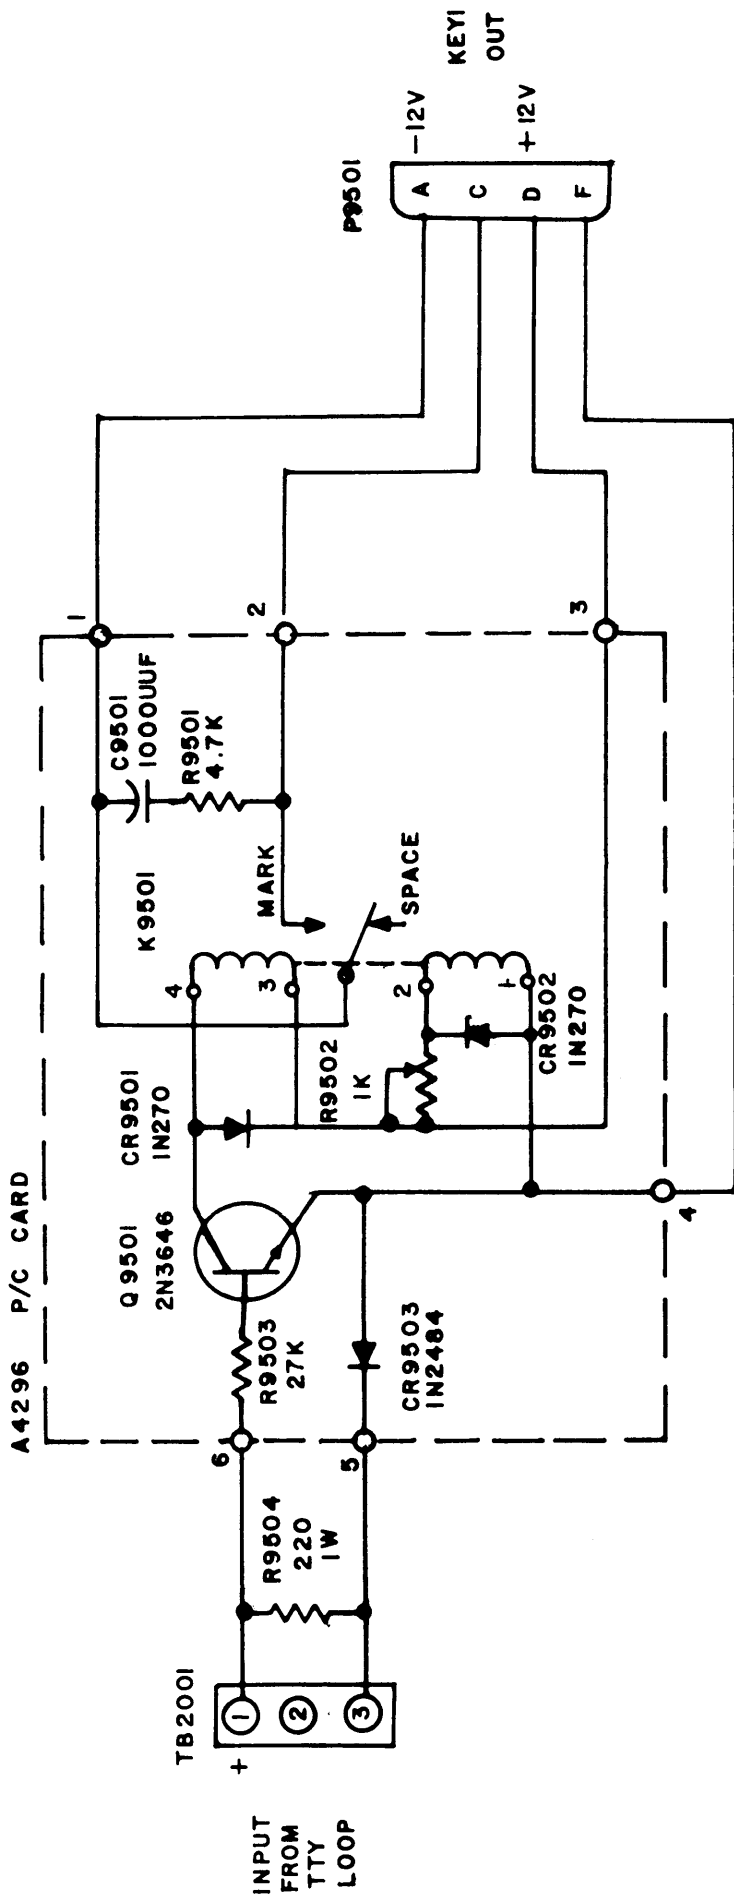 A4296 P/C CARD
INPUT
FROM
TTY
LOOP
+
TB2001
1
2
3
R9504
220
1W
6
5
R9503
27K
Q9501
2N3646
CR9503
1N2484
CR9501
1N270
K9501
4
3
2
1
R9502
1K
CR9502
1N270
MARK
SPACE
C9501
1000UUF
R9501
4.7K
1
2
3
4
P9501
A
C
D
F
-12V
+12V
KEYI
OUT